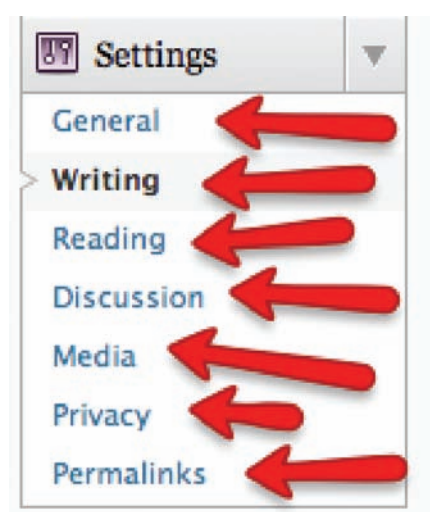 Settings
General
Writing
Reading
Discussion
Media
Privacy
Permalinks